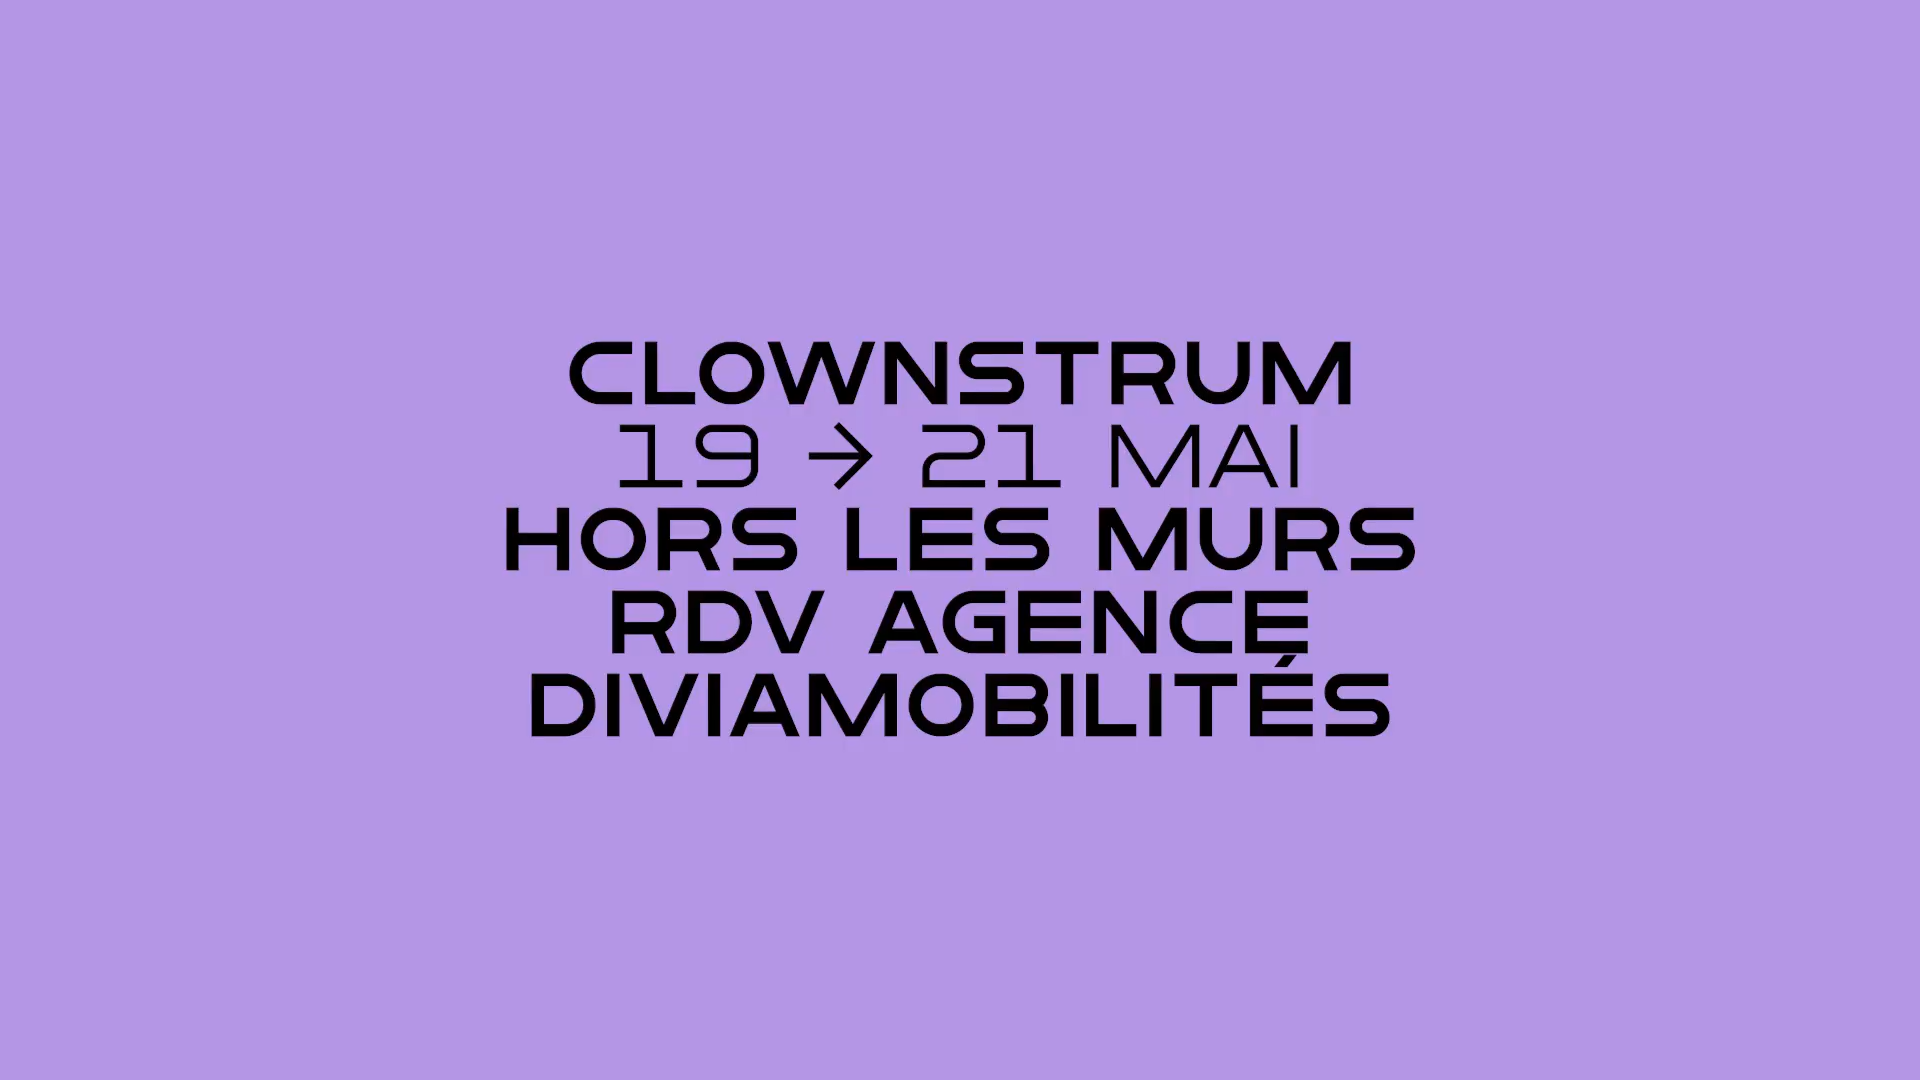 CLOWNSTRUM
19 → 21 MAI
HORS LES MURS
RDV AGENCE
DIVIAMOBILITÉS